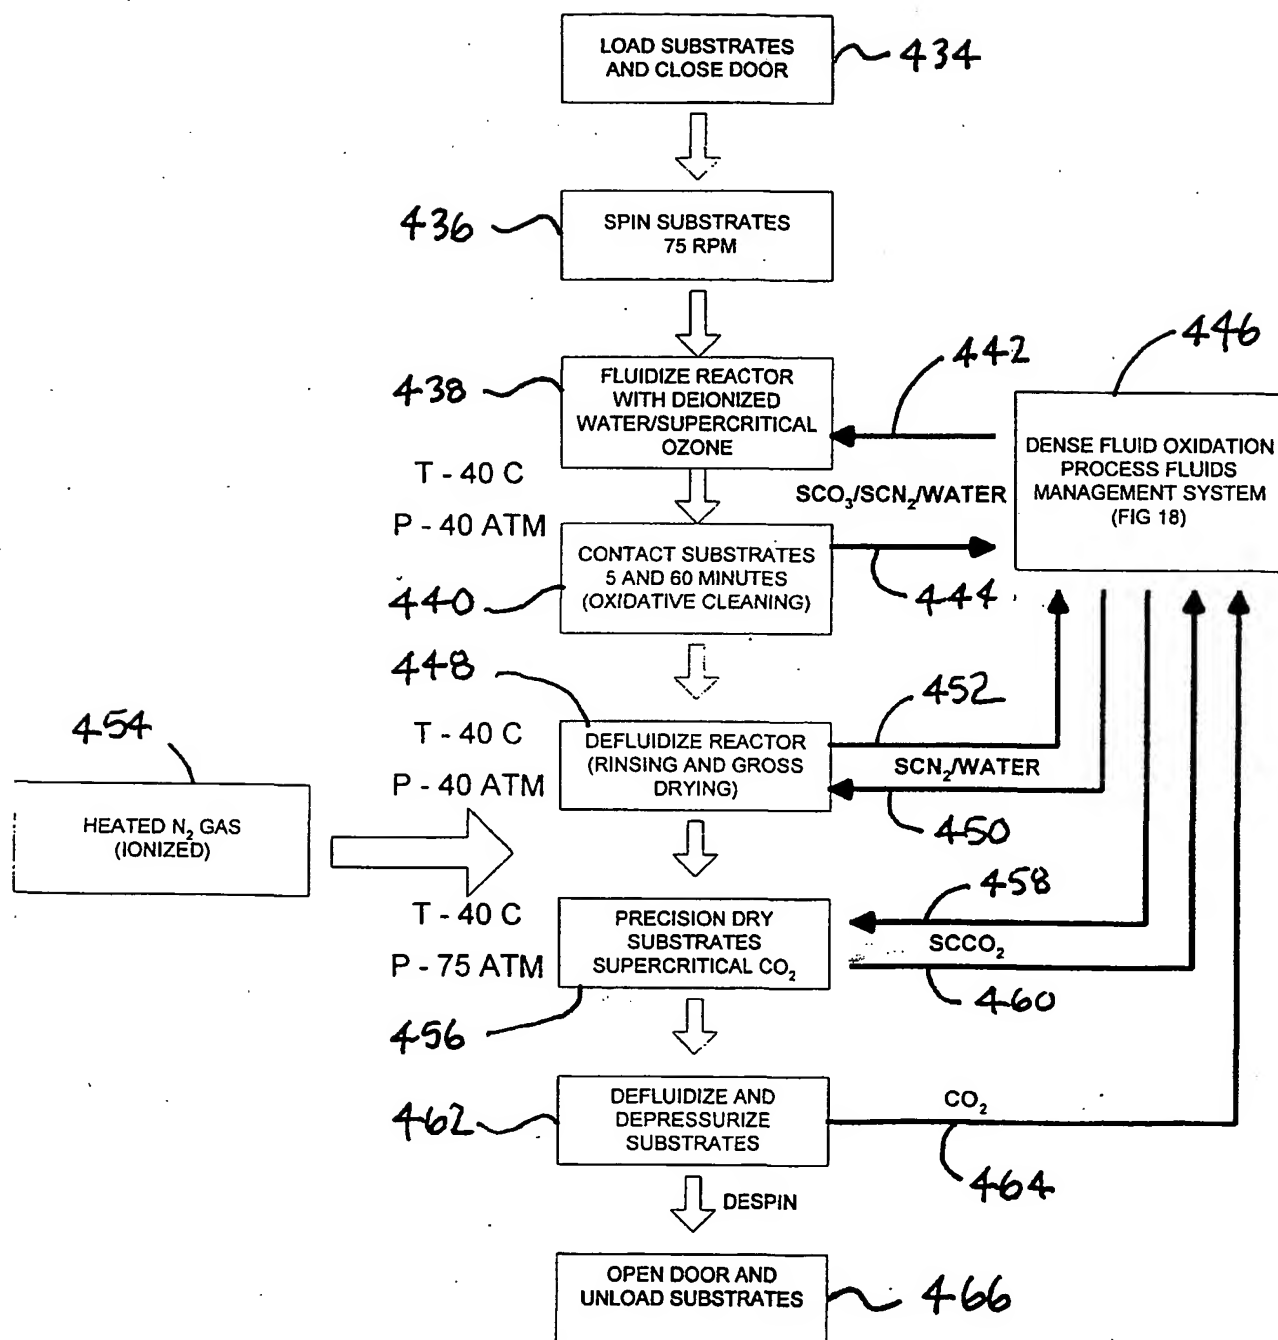 LOAD SUBSTRATES
AND CLOSE DOOR
434
436
SPIN SUBSTRATES
75 RPM
438
FLUIDIZE REACTOR
WITH DEIONIZED
WATER/SUPERCRITICAL
OZONE
442
446
DENSE FLUID OXIDATION
PROCESS FLUIDS
MANAGEMENT SYSTEM
(FIG 18)
T - 40 C
P - 40 ATM
SCO₃/SCN₂/WATER
CONTACT SUBSTRATES
5 AND 60 MINUTES
(OXIDATIVE CLEANING)
440
444
448
T - 40 C
P - 40 ATM
DEFLUIDIZE REACTOR
(RINSING AND GROSS
DRYING)
452
SCN₂/WATER
450
454
HEATED N₂ GAS
(IONIZED)
T - 40 C
P - 75 ATM
PRECISION DRY
SUBSTRATES
SUPERCRITICAL CO₂
458
SCCO₂
460
456
462
DEFLUIDIZE AND
DEPRESSURIZE
SUBSTRATES
CO₂
464
DESPIN
OPEN DOOR AND
UNLOAD SUBSTRATES
466